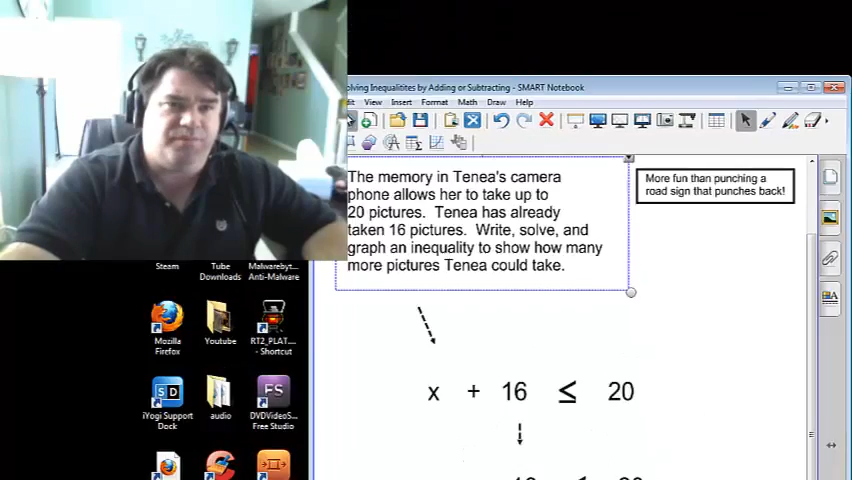 olving Inequalitites by Adding or Subtracting - SMART Notebook
View Insert Format Math Draw Help
The memory in Tenea's camera
phone allows her to take up to
20 pictures. Tenea has already
taken 16 pictures. Write, solve, and
graph an inequality to show how many
more pictures Tenea could take.
More fun than punching a
road sign that punches back!
x + 16 ≤ 20
Steam
Tube
Downloads
Malwarebyt...
Anti-Malware
Mozilla
Firefox
Youtube
RT2_PLAT...
- Shortcut
iYogi Support
Dock
audio
DVDVideoS...
Free Studio